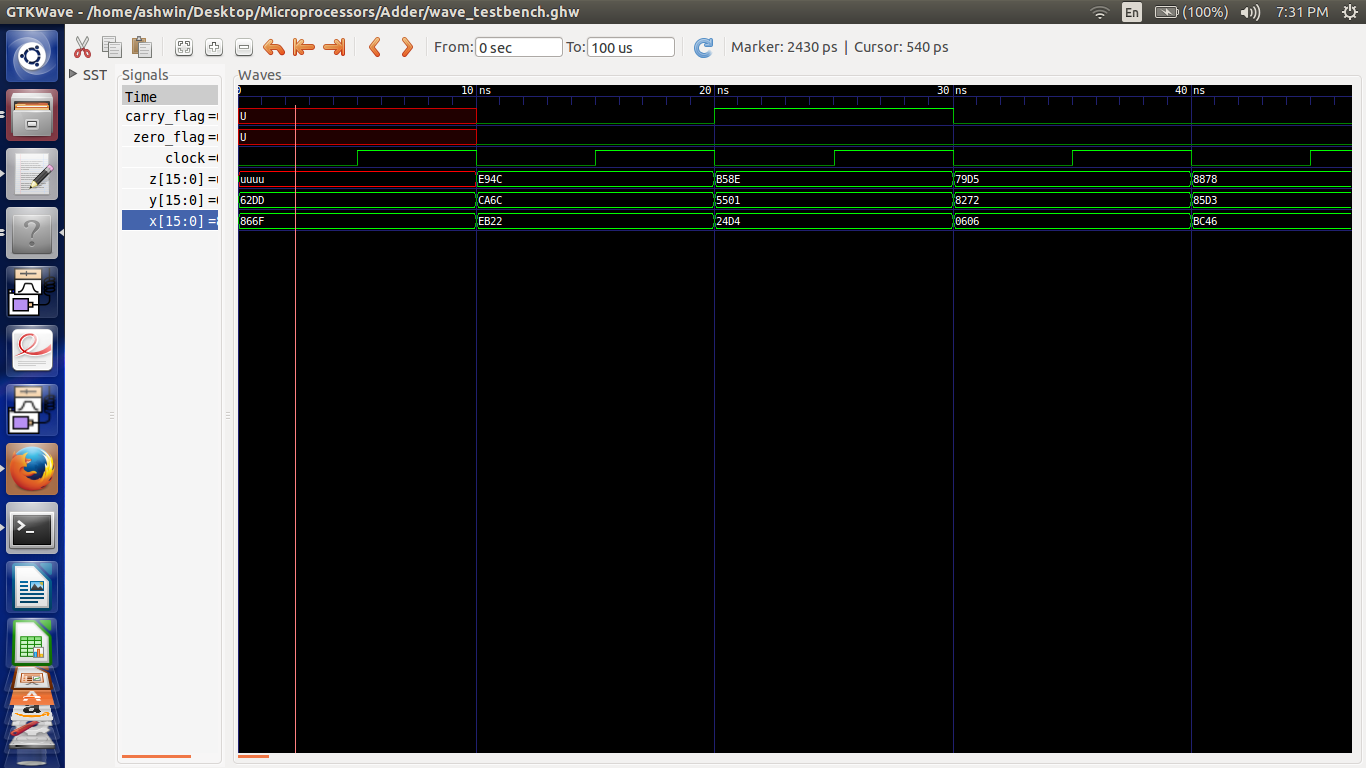 GTKWave - /home/ashwin/Desktop/Microprocessors/Adder/wave_testbench.ghw En (100%) 7:31 PM
From: 0 sec To: 100 us Marker: 2430 ps | Cursor: 540 ps
SST Signals Waves
Time 0 10 ns 20 ns 30 ns 40 ns
carry_flag = U
zero_flag = U
clock =
z[15:0] = uuuu E94C B58E 79D5 8878
y[15:0] = 62DD CA6C 5501 8272 85D3
x[15:0] = 866F EB22 24D4 0606 BC46